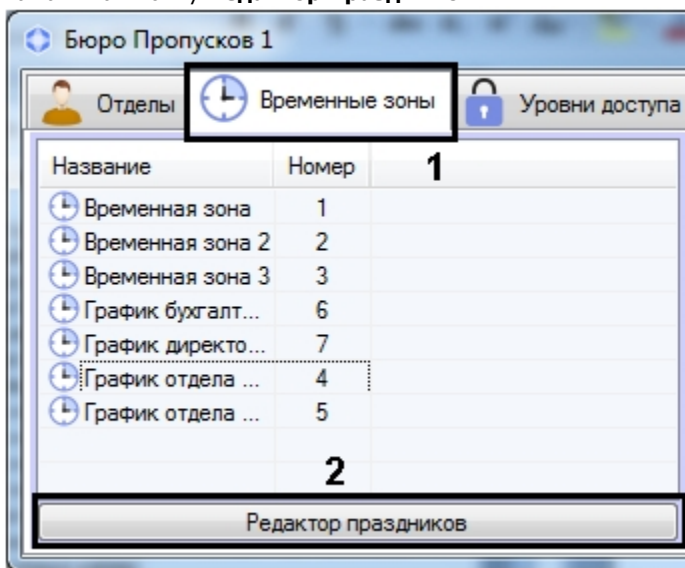 Бюро Пропусков 1
Отделы Временные зоны Уровни доступа
1
Название Номер
Временная зона 1
Временная зона 2 2
Временная зона 3 3
График бухгалт... 6
График директо... 7
График отдела ... 4
График отдела ... 5
2
Редактор праздников